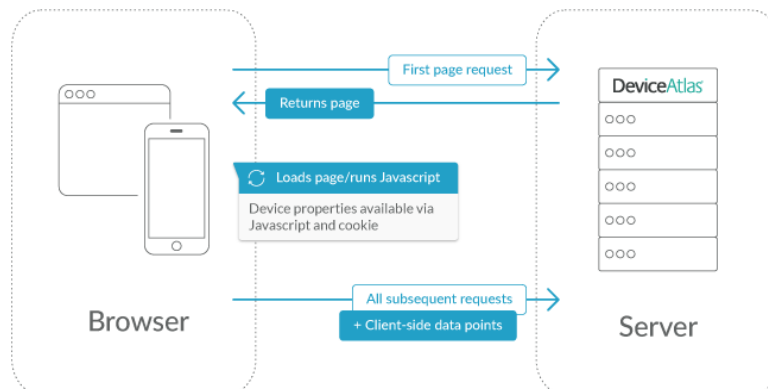 First page request
DeviceAtlas
Returns page
Loads page/runs Javascript
Device properties available via
Javascript and cookie
All subsequent requests
+ Client-side data points
Browser
Server